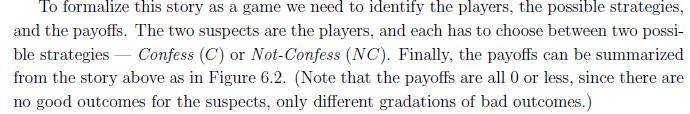 To formalize this story as a game we need to identify the players, the possible strategies,
and the payoffs. The two suspects are the players, and each has to choose between two possi-
ble strategies — Confess (C) or Not-Confess (NC). Finally, the payoffs can be summarized
from the story above as in Figure 6.2. (Note that the payoffs are all 0 or less, since there are
no good outcomes for the suspects, only different gradations of bad outcomes.)